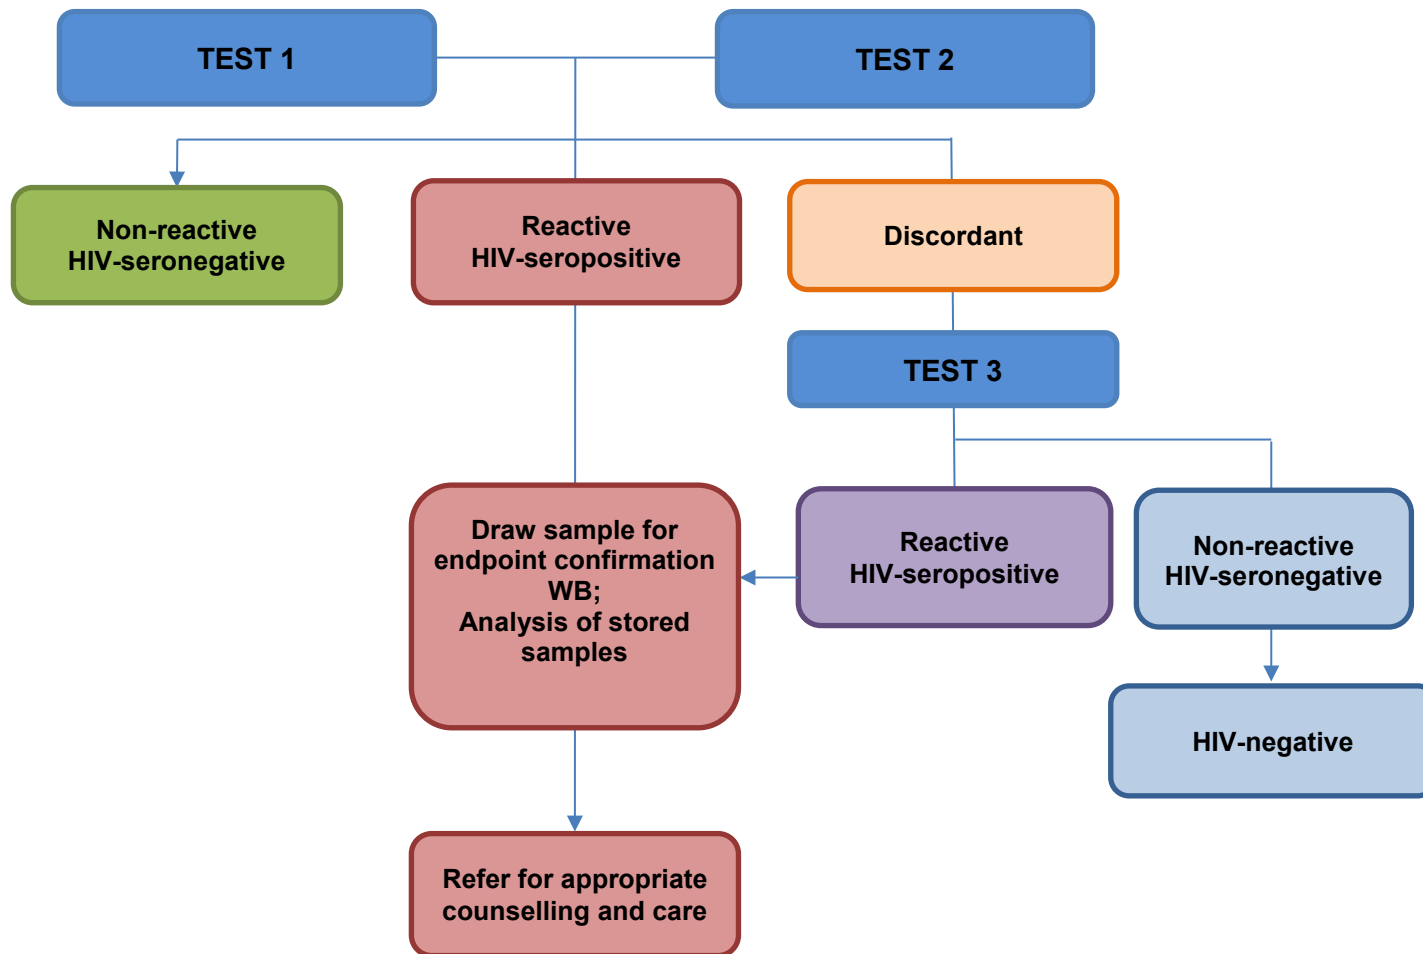 TEST 1
TEST 2
Non-reactive
HIV-seronegative
Reactive
HIV-seropositive
Discordant
TEST 3
Draw sample for
endpoint confirmation
WB;
Analysis of stored
samples
Reactive
HIV-seropositive
Non-reactive
HIV-seronegative
HIV-negative
Refer for appropriate
counselling and care